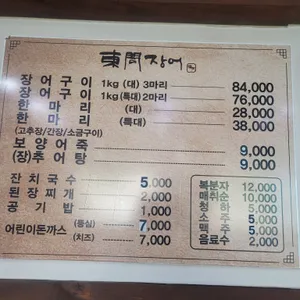 東門장어
장어구이 1kg (대) 3마리 84,000
장어구이 1kg (특대) 2마리 76,000
한마리 (대) 28,000
한마리 (특대) 38,000
(고추장/간장/소금구이)
보양어죽 9,000
(장)추어탕 9,000
잔치국수 5,000
된장찌개 2,000
공기밥 1,000
어린이돈까스 (등심) 7,000
(치즈) 7,000
복분자 12,000
매취순 10,000
청하 5,000
소주 5,000
맥주 5,000
음료수 2,000